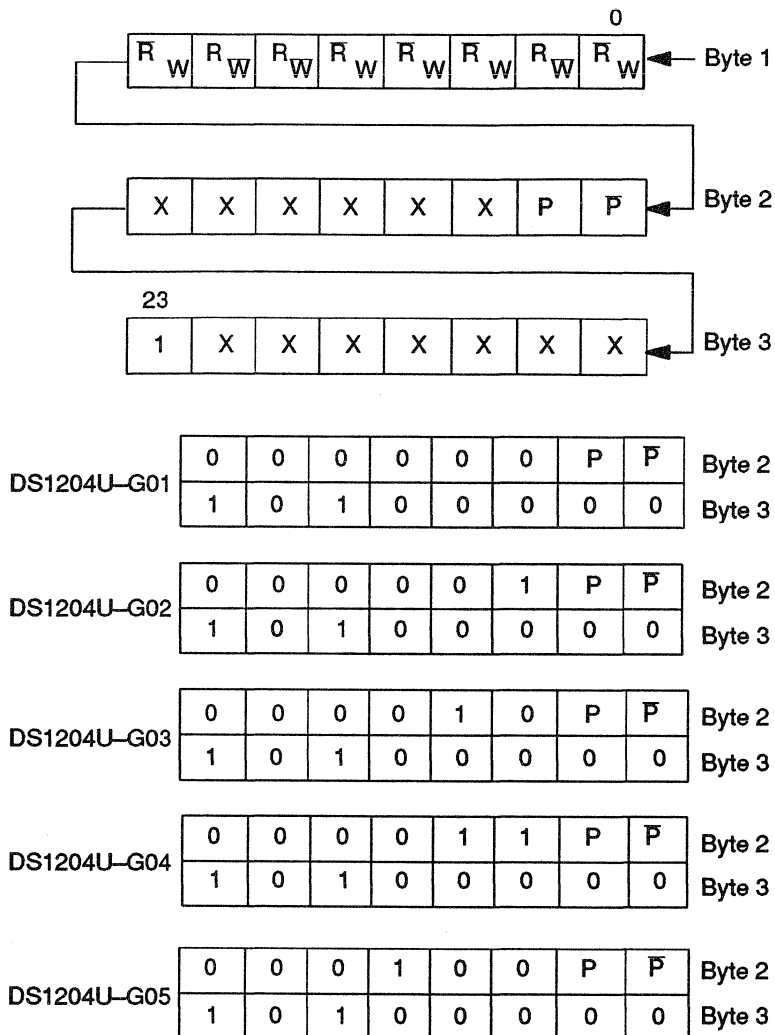 0
R̅ W R W̅ R W̅ R̅ W R̅ W R̅ W R W̅ R̅ W Byte 1
X X X X X X P P̅ Byte 2
23
1 X X X X X X X Byte 3
DS1204U–G01
0 0 0 0 0 0 P P̅ Byte 2
1 0 1 0 0 0 0 0 Byte 3
DS1204U–G02
0 0 0 0 0 1 P P̅ Byte 2
1 0 1 0 0 0 0 0 Byte 3
DS1204U–G03
0 0 0 0 1 0 P P̅ Byte 2
1 0 1 0 0 0 0 0 Byte 3
DS1204U–G04
0 0 0 0 1 1 P P̅ Byte 2
1 0 1 0 0 0 0 0 Byte 3
DS1204U–G05
0 0 0 1 0 0 P P̅ Byte 2
1 0 1 0 0 0 0 0 Byte 3